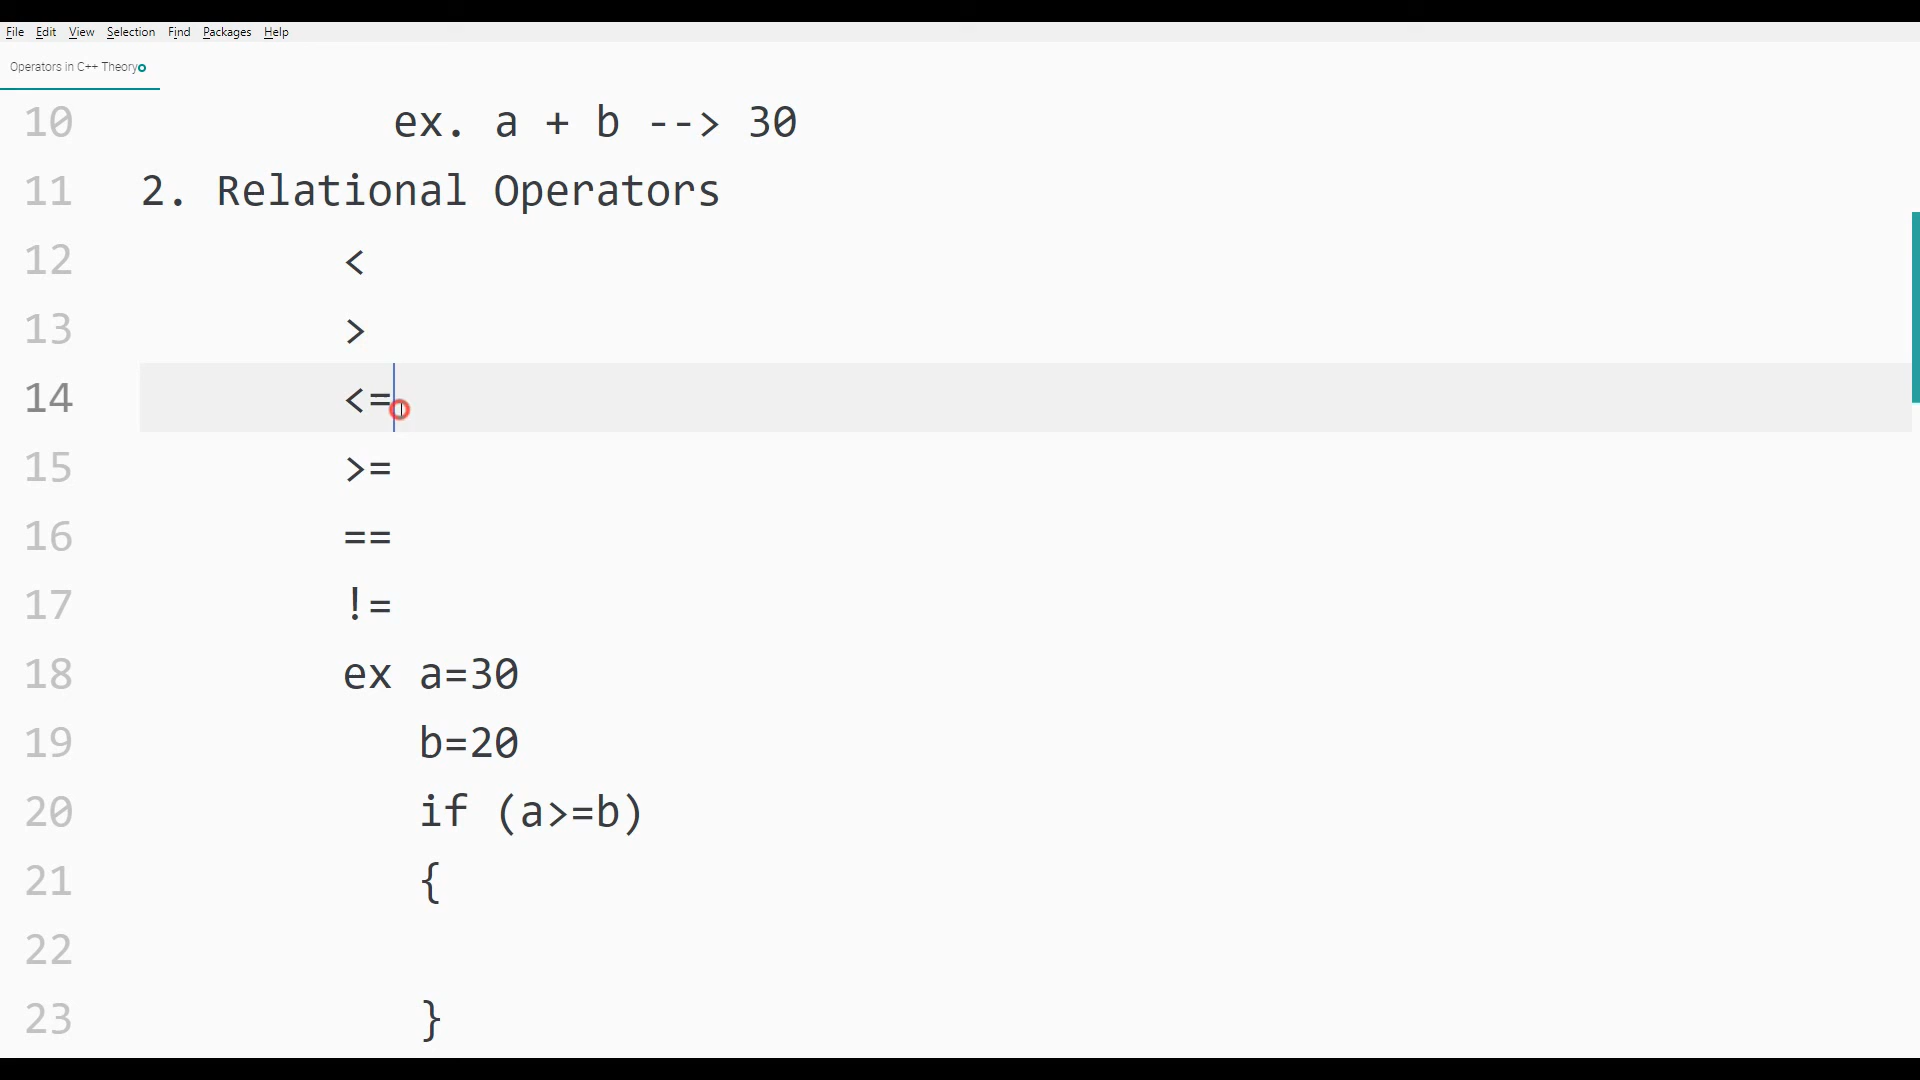 File Edit View Selection Find Packages Help
Operators in C++ Theory
10 ex. a + b --> 30
11 2. Relational Operators
12 <
13 >
14 <=
15 >=
16 ==
17 !=
18 ex a=30
19 b=20
20 if (a>=b)
21 {
22
23 }